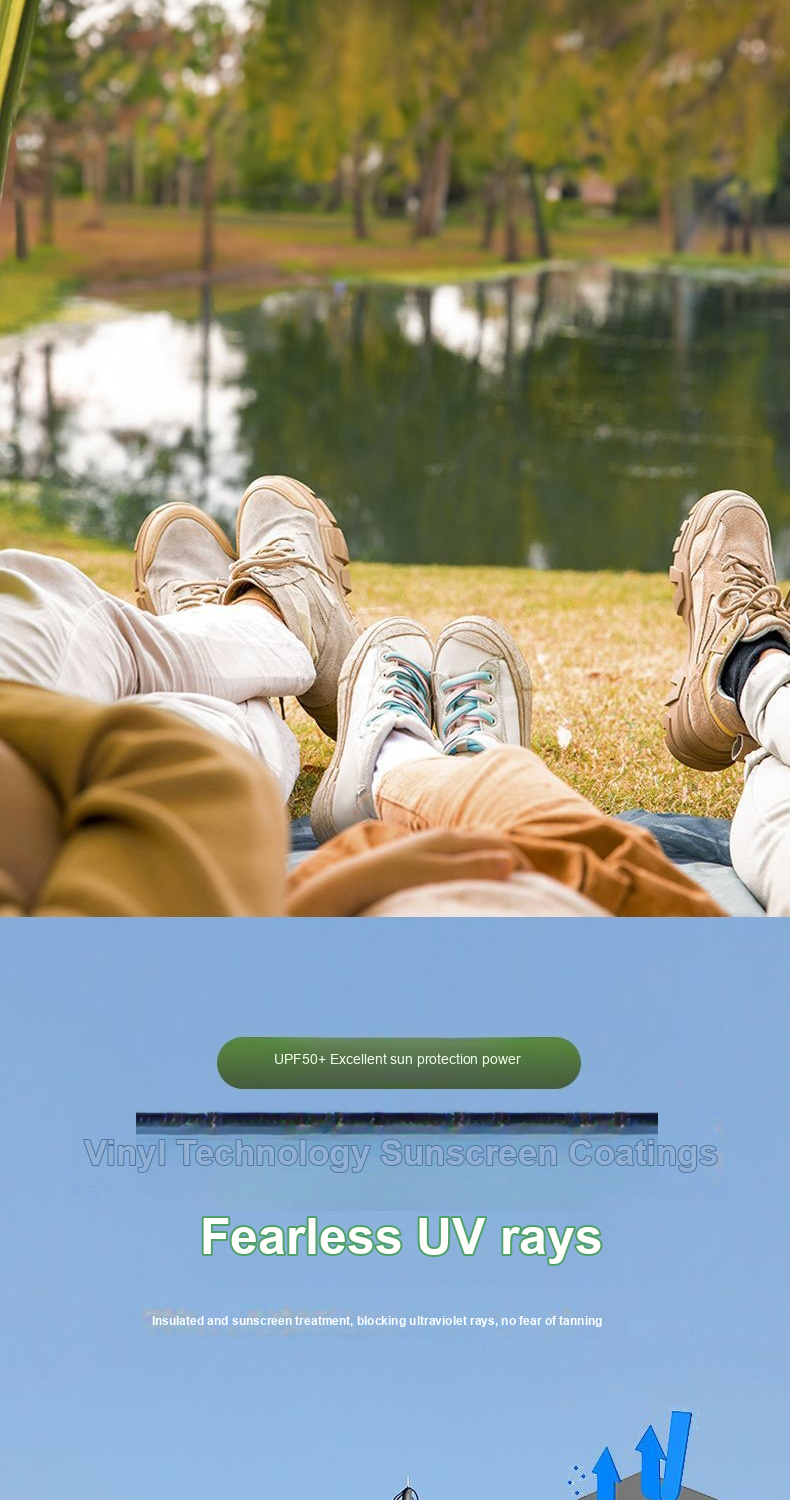 UPF50+ Excellent sun protection power
Vinyl Technology Sunscreen Coatings
Fearless UV rays
Insulated and sunscreen treatment, blocking ultraviolet rays, no fear of tanning